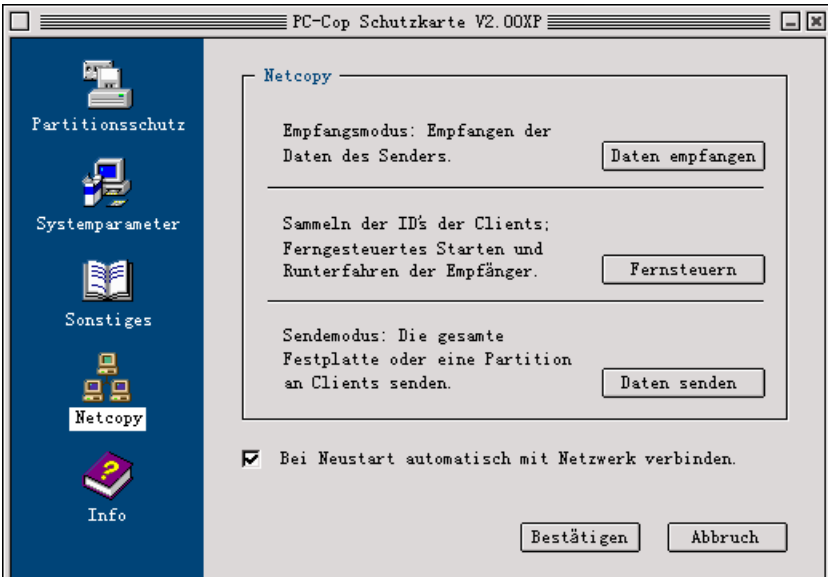 PC-Cop Schutzkarte V2.00XP
Partitionsschutz
Systemparameter
Sonstiges
Netcopy
Info
Netcopy
Empfangsmodus: Empfangen der
Daten des Senders.
Daten empfangen
Sammeln der ID's der Clients;
Ferngesteuertes Starten und
Runterfahren der Empfänger.
Fernsteuern
Sendemodus: Die gesamte
Festplatte oder eine Partition
an Clients senden.
Daten senden
Bei Neustart automatisch mit Netzwerk verbinden.
Bestätigen
Abbruch